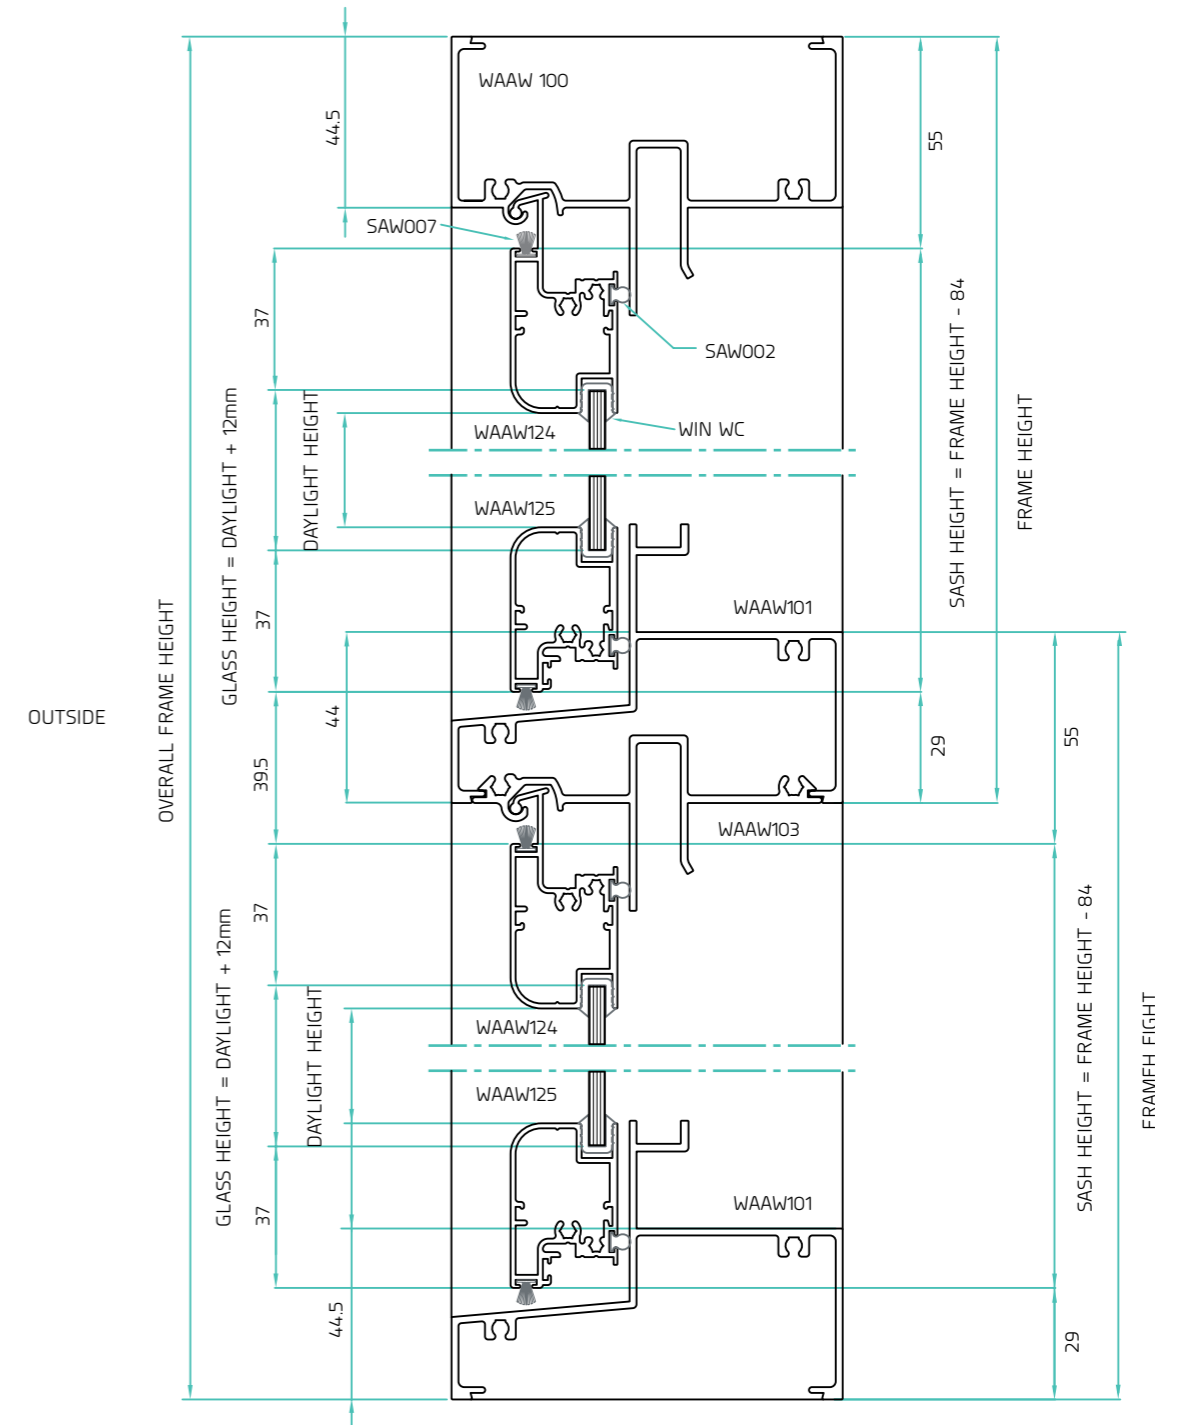 WAAW 100
44.5
55
SAW007
37
SAW002
SASH HEIGHT = FRAME HEIGHT - 84
FRAME HEIGHT
GLASS HEIGHT = DAYLIGHT + 12mm
DAYLIGHT HEIGHT
WAAW124
WIN WC
WAAW125
WAAW101
37
OVERALL FRAME HEIGHT
OUTSIDE
44
29
55
39.5
WAAW103
37
SASH HEIGHT = FRAME HEIGHT - 84
FRAMFH FIGHT
GLASS HEIGHT = DAYLIGHT + 12mm
DAYLIGHT HEIGHT
WAAW124
WAAW125
WAAW101
37
44.5
29